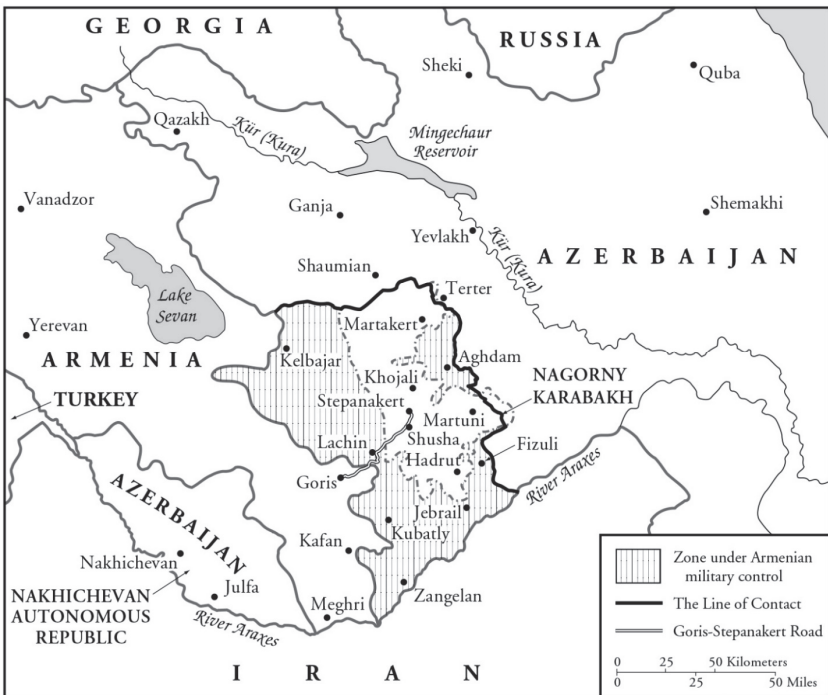 GEORGIA
RUSSIA
Sheki
Quba
Qazakh
Kür (Kura)
Mingechaur
Reservoir
Vanadzor
Ganja
Shemakhi
Yevlakh
Kür (Kura)
AZERBAIJAN
Shaumian
Lake
Sevan
Terter
Martakert
Yerevan
ARMENIA
Kelbajar
Aghdam
Khojali
NAGORNY
KARABAKH
TURKEY
Stepanakert
Martuni
Shusha
Lachin
Hadrut
Fizuli
Goris
River Araxes
AZERBAIJAN
Jebrail
Kubatly
Kafan
Nakhichevan
Zangelan
Julfa
NAKHICHEVAN
AUTONOMOUS
REPUBLIC
Meghri
River Araxes
IRAN
Zone under Armenian
military control
The Line of Contact
Goris-Stepanakert Road
0 25 50 Kilometers
0 25 50 Miles